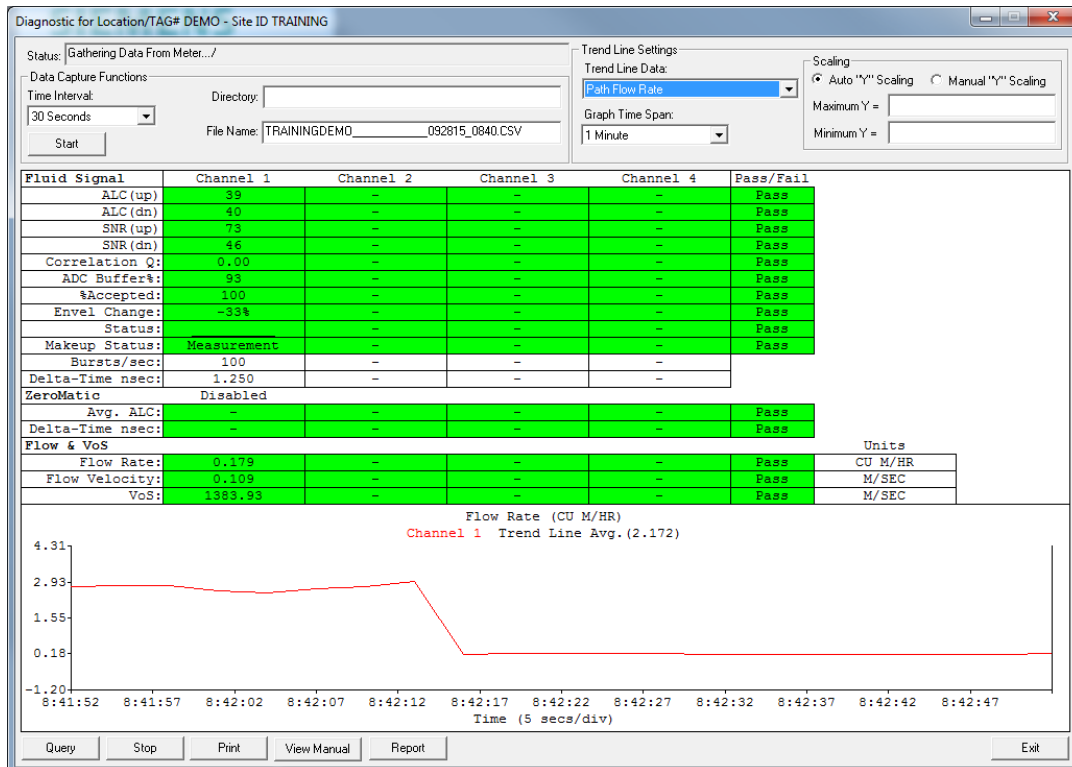 Diagnostic for Location/TAG# DEMO - Site ID TRAINING
Status: Gathering Data From Meter.../
Data Capture Functions
Time Interval:
30 Seconds
Start
Directory:
File Name: TRAININGDEMO____________092815_0840.CSV
Trend Line Settings
Trend Line Data:
Path Flow Rate
Graph Time Span:
1 Minute
Scaling
Auto "Y" Scaling Manual "Y" Scaling
Maximum Y =
Minimum Y =
Fluid Signal Channel 1 Channel 2 Channel 3 Channel 4 Pass/Fail
ALC(up) 39 - - - Pass
ALC(dn) 40 - - - Pass
SNR(up) 73 - - - Pass
SNR(dn) 46 - - - Pass
Correlation Q: 0.00 - - - Pass
ADC Buffer%: 93 - - - Pass
%Accepted: 100 - - - Pass
Envel Change: -33% - - - Pass
Status: ___________ - - - Pass
Makeup Status: Measurement - - - Pass
Bursts/sec: 100 - - -
Delta-Time nsec: 1.250 - - -
ZeroMatic Disabled
Avg. ALC: - - - - Pass
Delta-Time nsec: - - - - Pass
Flow & VoS Units
Flow Rate: 0.179 - - - Pass CU M/HR
Flow Velocity: 0.109 - - - Pass M/SEC
VoS: 1383.93 - - - Pass M/SEC
Flow Rate (CU M/HR)
Channel 1 Trend Line Avg.(2.172)
4.31
2.93
1.55
0.18
-1.20
8:41:52 8:41:57 8:42:02 8:42:07 8:42:12 8:42:17 8:42:22 8:42:27 8:42:32 8:42:37 8:42:42 8:42:47
Time (5 secs/div)
Query Stop Print View Manual Report Exit